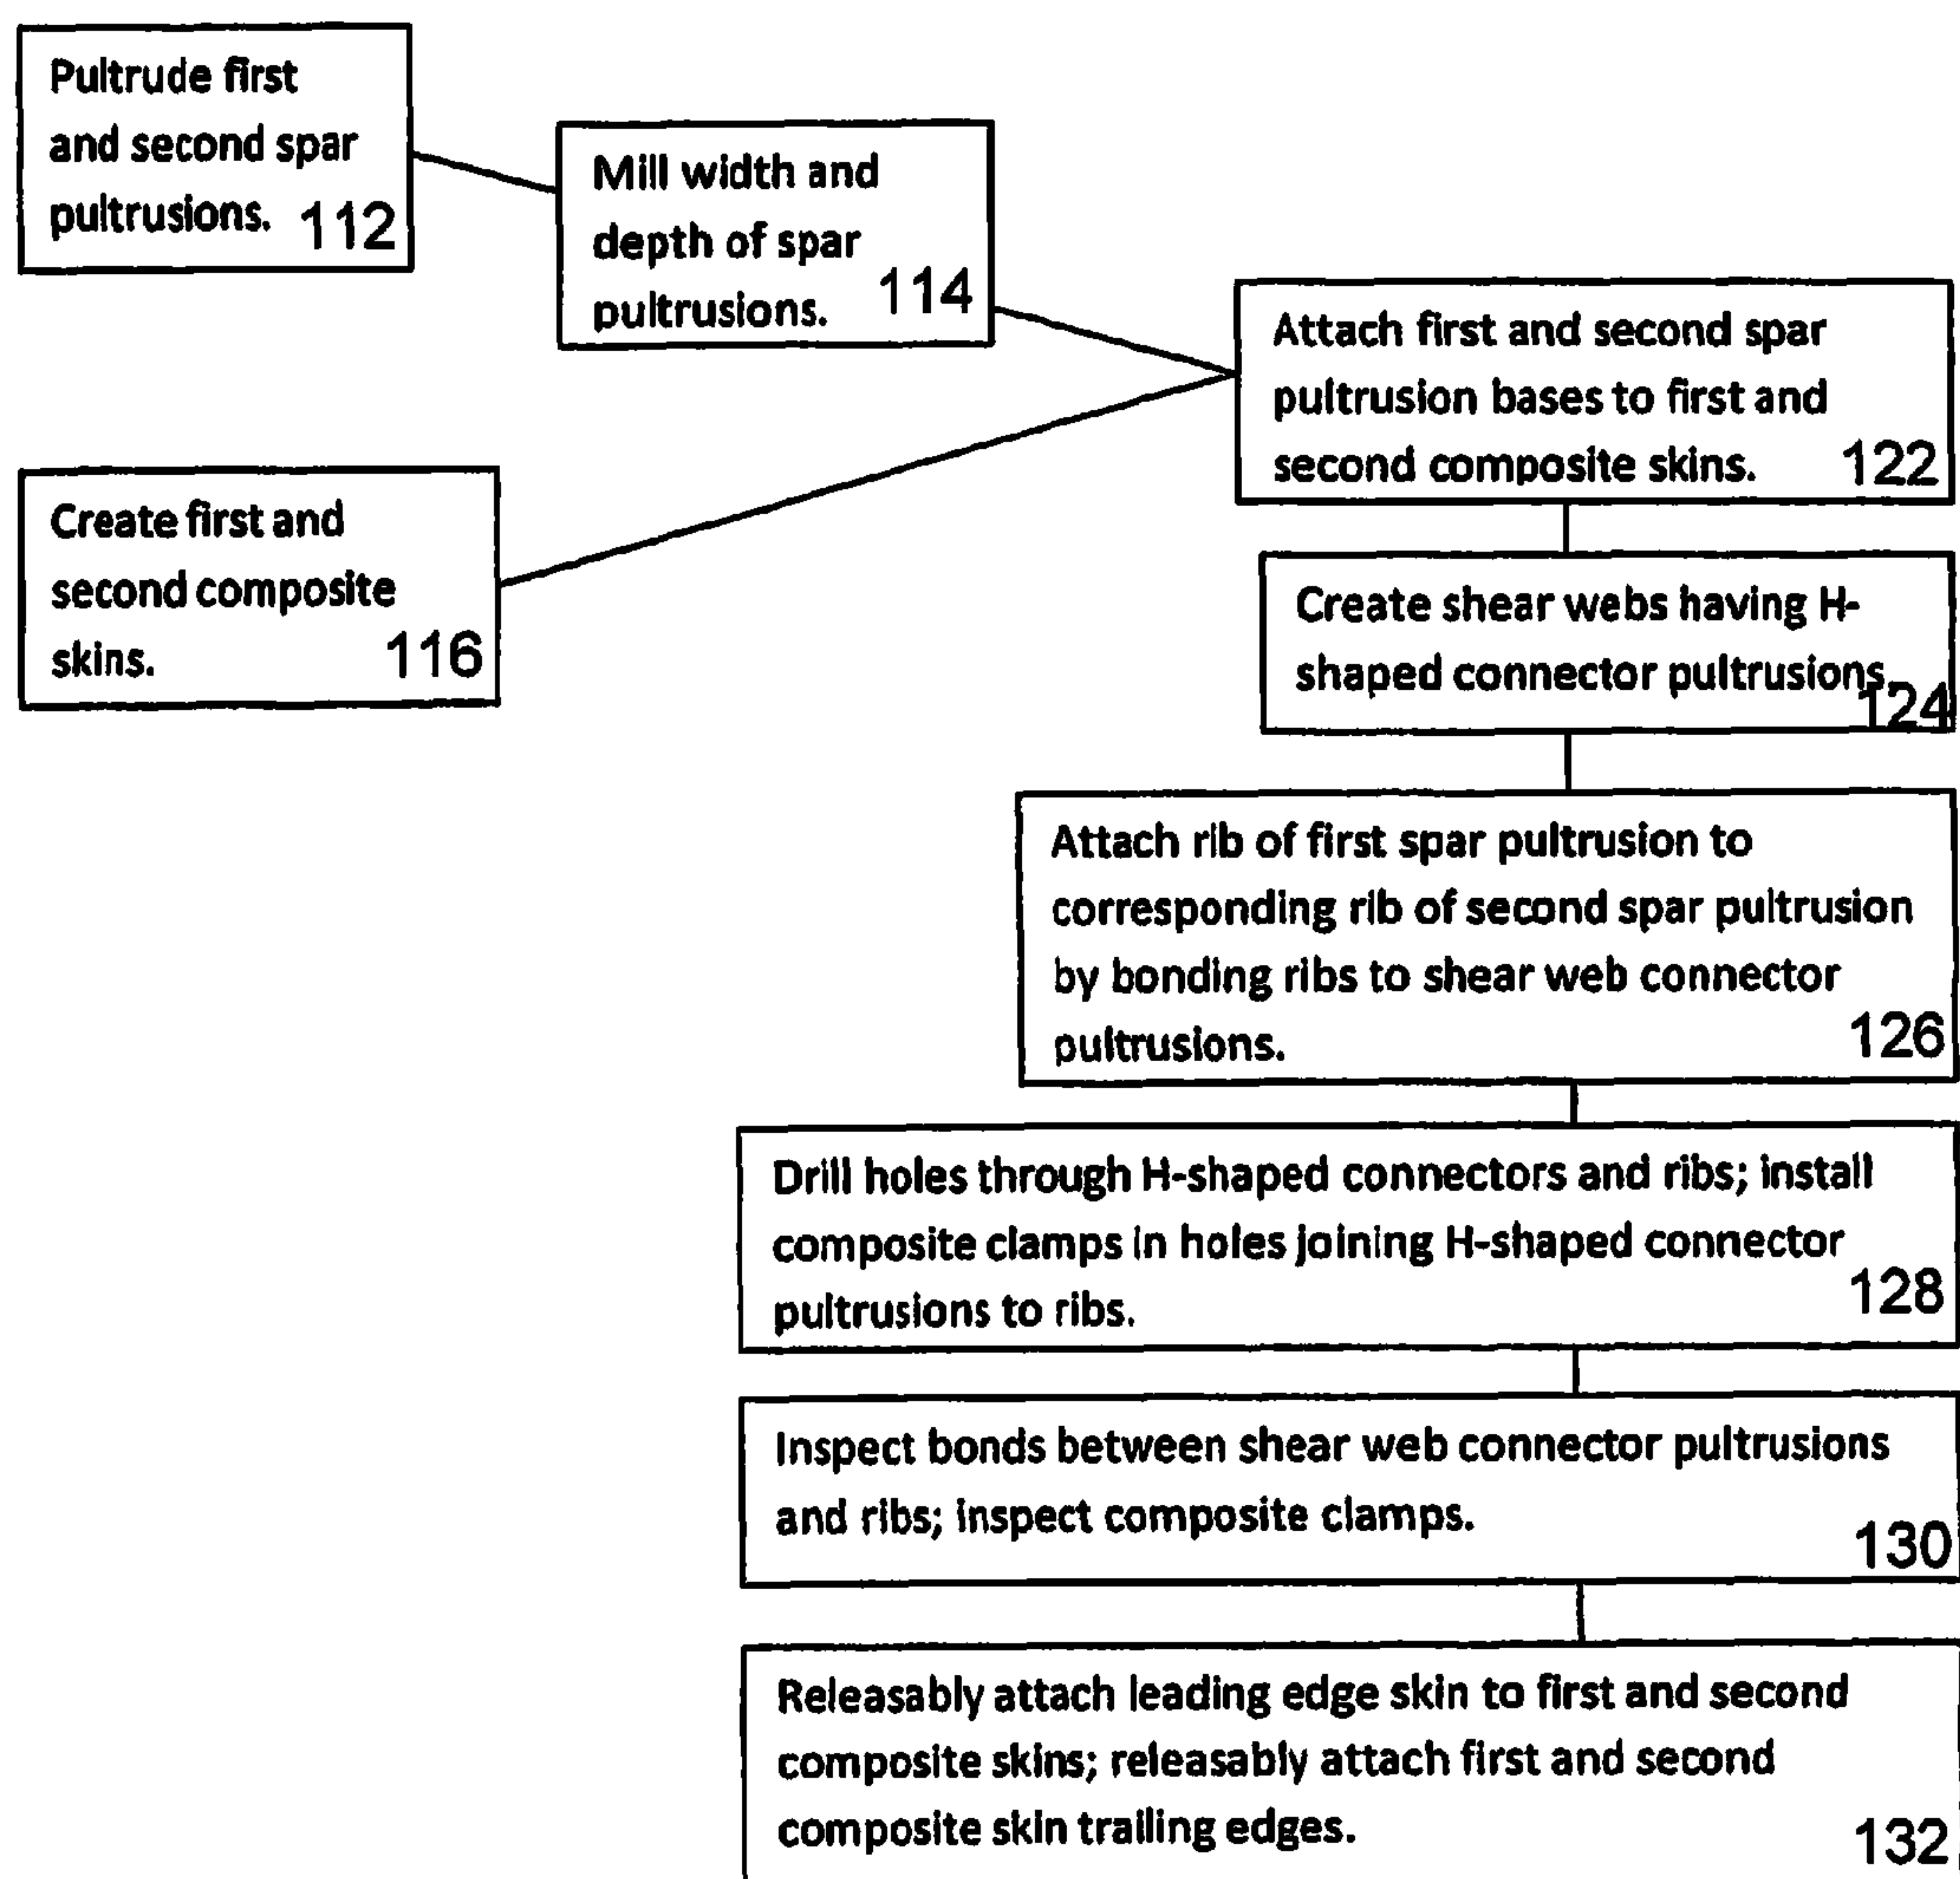 Pultrude first
and second spar
pultrusions. 112
Mill width and
depth of spar
pultrusions. 114
Attach first and second spar
pultrusion bases to first and
second composite skins. 122
Create first and
second composite
skins. 116
Create shear webs having H-
shaped connector pultrusions.
124
Attach rib of first spar pultrusion to
corresponding rib of second spar pultrusion
by bonding ribs to shear web connector
pultrusions. 126
Drill holes through H-shaped connectors and ribs; install
composite clamps in holes joining H-shaped connector
pultrusions to ribs. 128
Inspect bonds between shear web connector pultrusions
and ribs; inspect composite clamps.
130
Releasably attach leading edge skin to first and second
composite skins; releasably attach first and second
composite skin trailing edges. 132